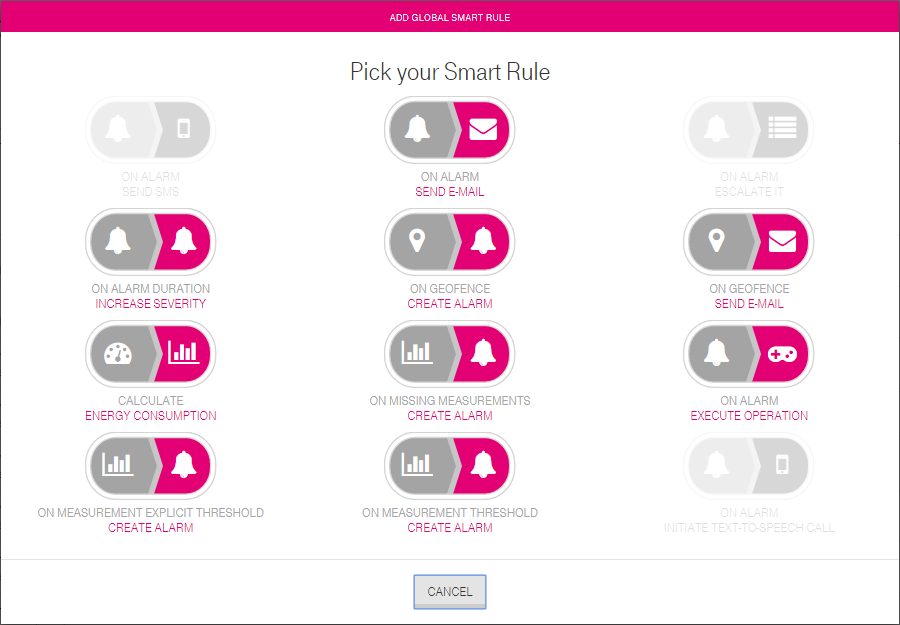 ADD GLOBAL SMART RULE
Pick your Smart Rule
ON ALARM
SEND SMS
ON ALARM
SEND E-MAIL
ON ALARM
ESCALATE IT
ON ALARM DURATION
INCREASE SEVERITY
ON GEOFENCE
CREATE ALARM
ON GEOFENCE
SEND E-MAIL
CALCULATE
ENERGY CONSUMPTION
ON MISSING MEASUREMENTS
CREATE ALARM
ON ALARM
EXECUTE OPERATION
ON MEASUREMENT EXPLICIT THRESHOLD
CREATE ALARM
ON MEASUREMENT THRESHOLD
CREATE ALARM
ON ALARM
INITIATE TEXT-TO-SPEECH CALL
CANCEL